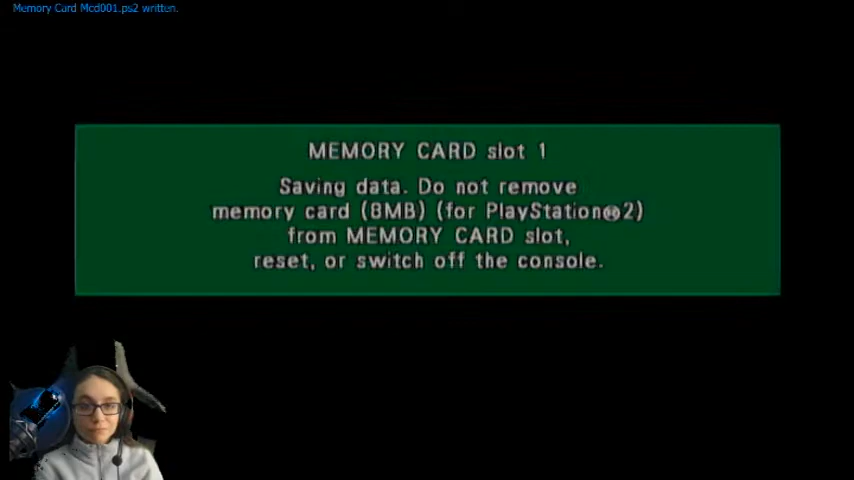 Memory Card Mcd001.ps2 written.
MEMORY CARD slot 1
Saving data. Do not remove
memory card (8MB) (for PlayStation®2)
from MEMORY CARD slot,
reset, or switch off the console.